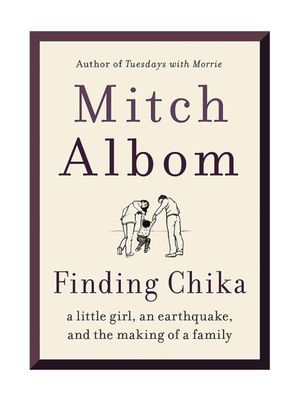 Author of Tuesdays with Morrie
Mitch
Albom
Finding Chika
a little girl, an earthquake,
and the making of a family